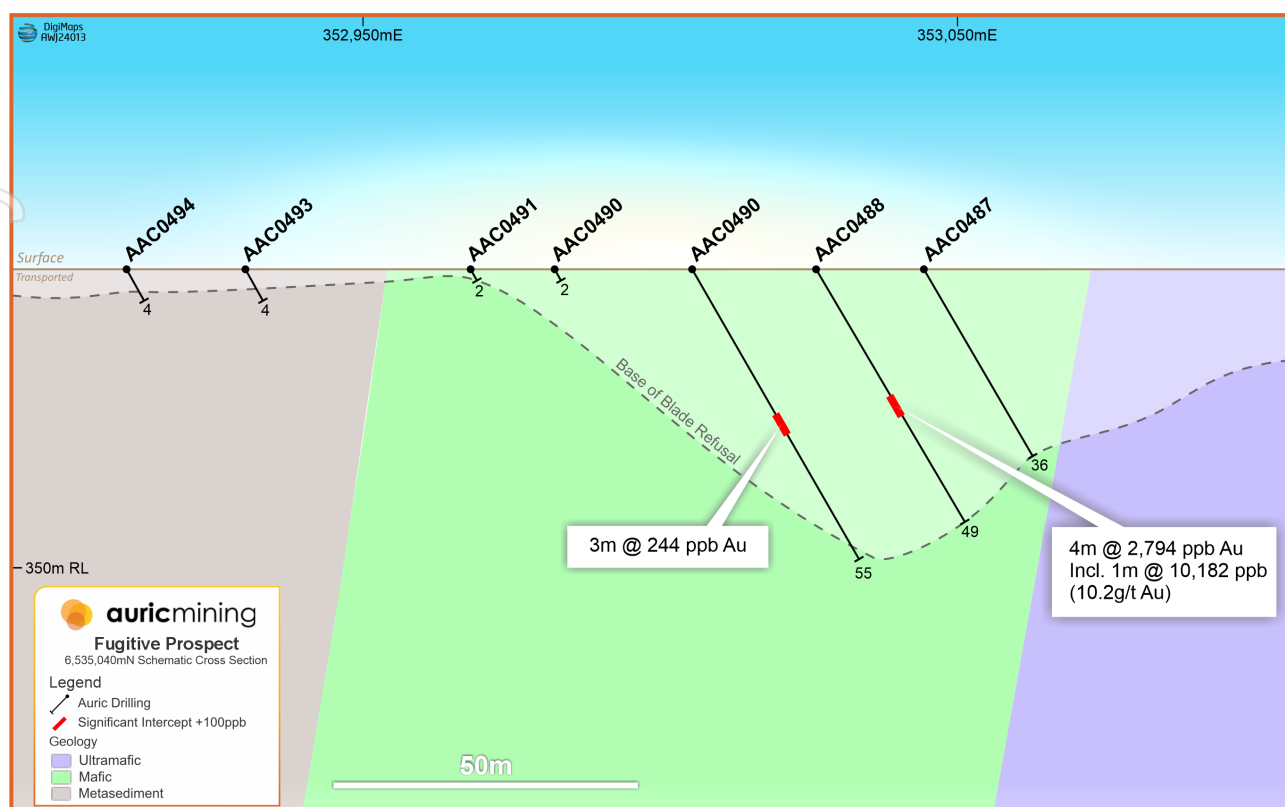 DigiMaps
AWJ24013
352,950mE
353,050mE
AAC0494
AAC0493
AAC0491
AAC0490
AAC0490
AAC0488
AAC0487
Surface
Transported
4
4
2
2
Base of Blade Refusal
36
49
55
3m @ 244 ppb Au
4m @ 2,794 ppb Au
Incl. 1m @ 10,182 ppb
(10.2g/t Au)
350m RL
auricmining
Fugitive Prospect
6,535,040mN Schematic Cross Section
Legend
Auric Drilling
Significant Intercept +100ppb
Geology
Ultramafic
Mafic
Metasediment
50m